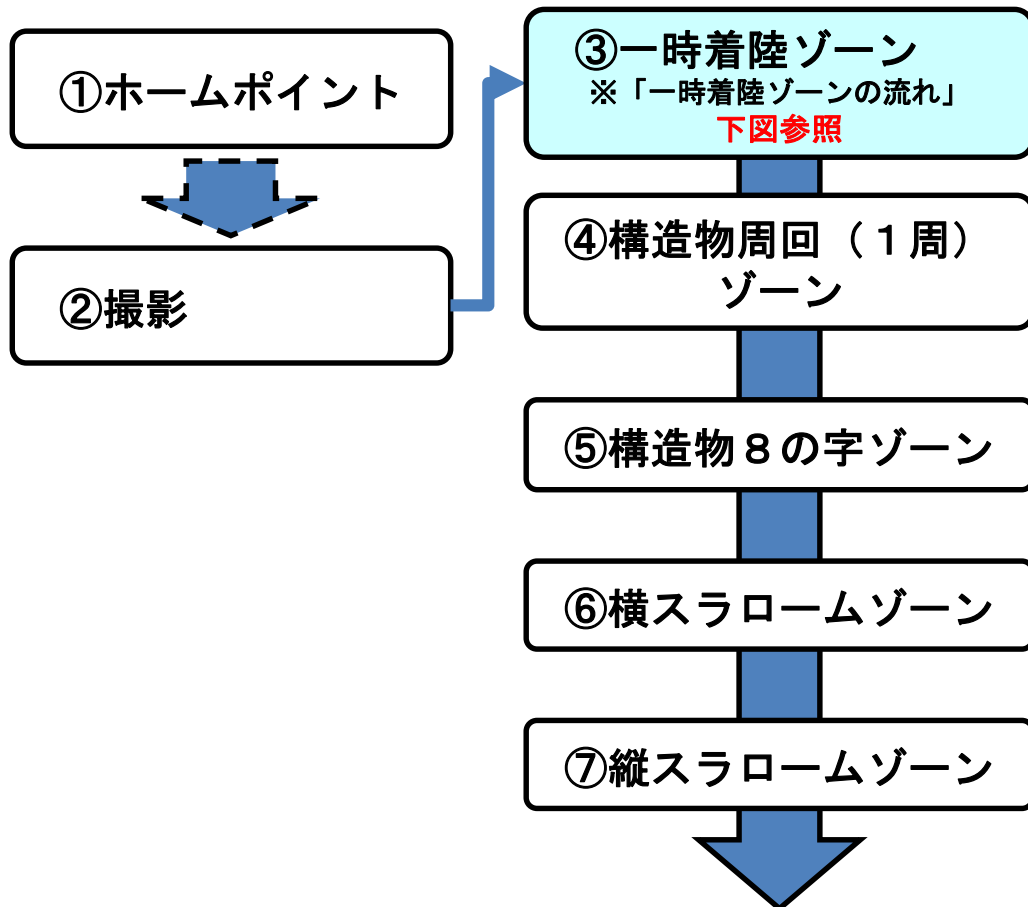 ①ホームポイント
②撮影
③一時着陸ゾーン
※「一時着陸ゾーンの流れ」
下図参照
④構造物周回（１周）
ゾーン
⑤構造物８の字ゾーン
⑥横スラロームゾーン
⑦縦スラロームゾーン